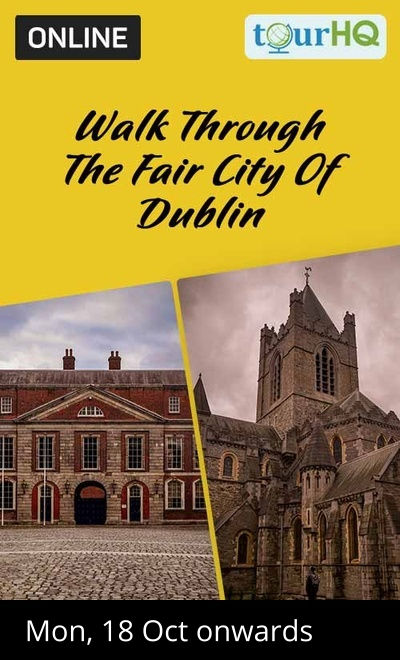 ONLINE
tourHQ
Walk Through
The Fair City Of
Dublin
Mon, 18 Oct onwards